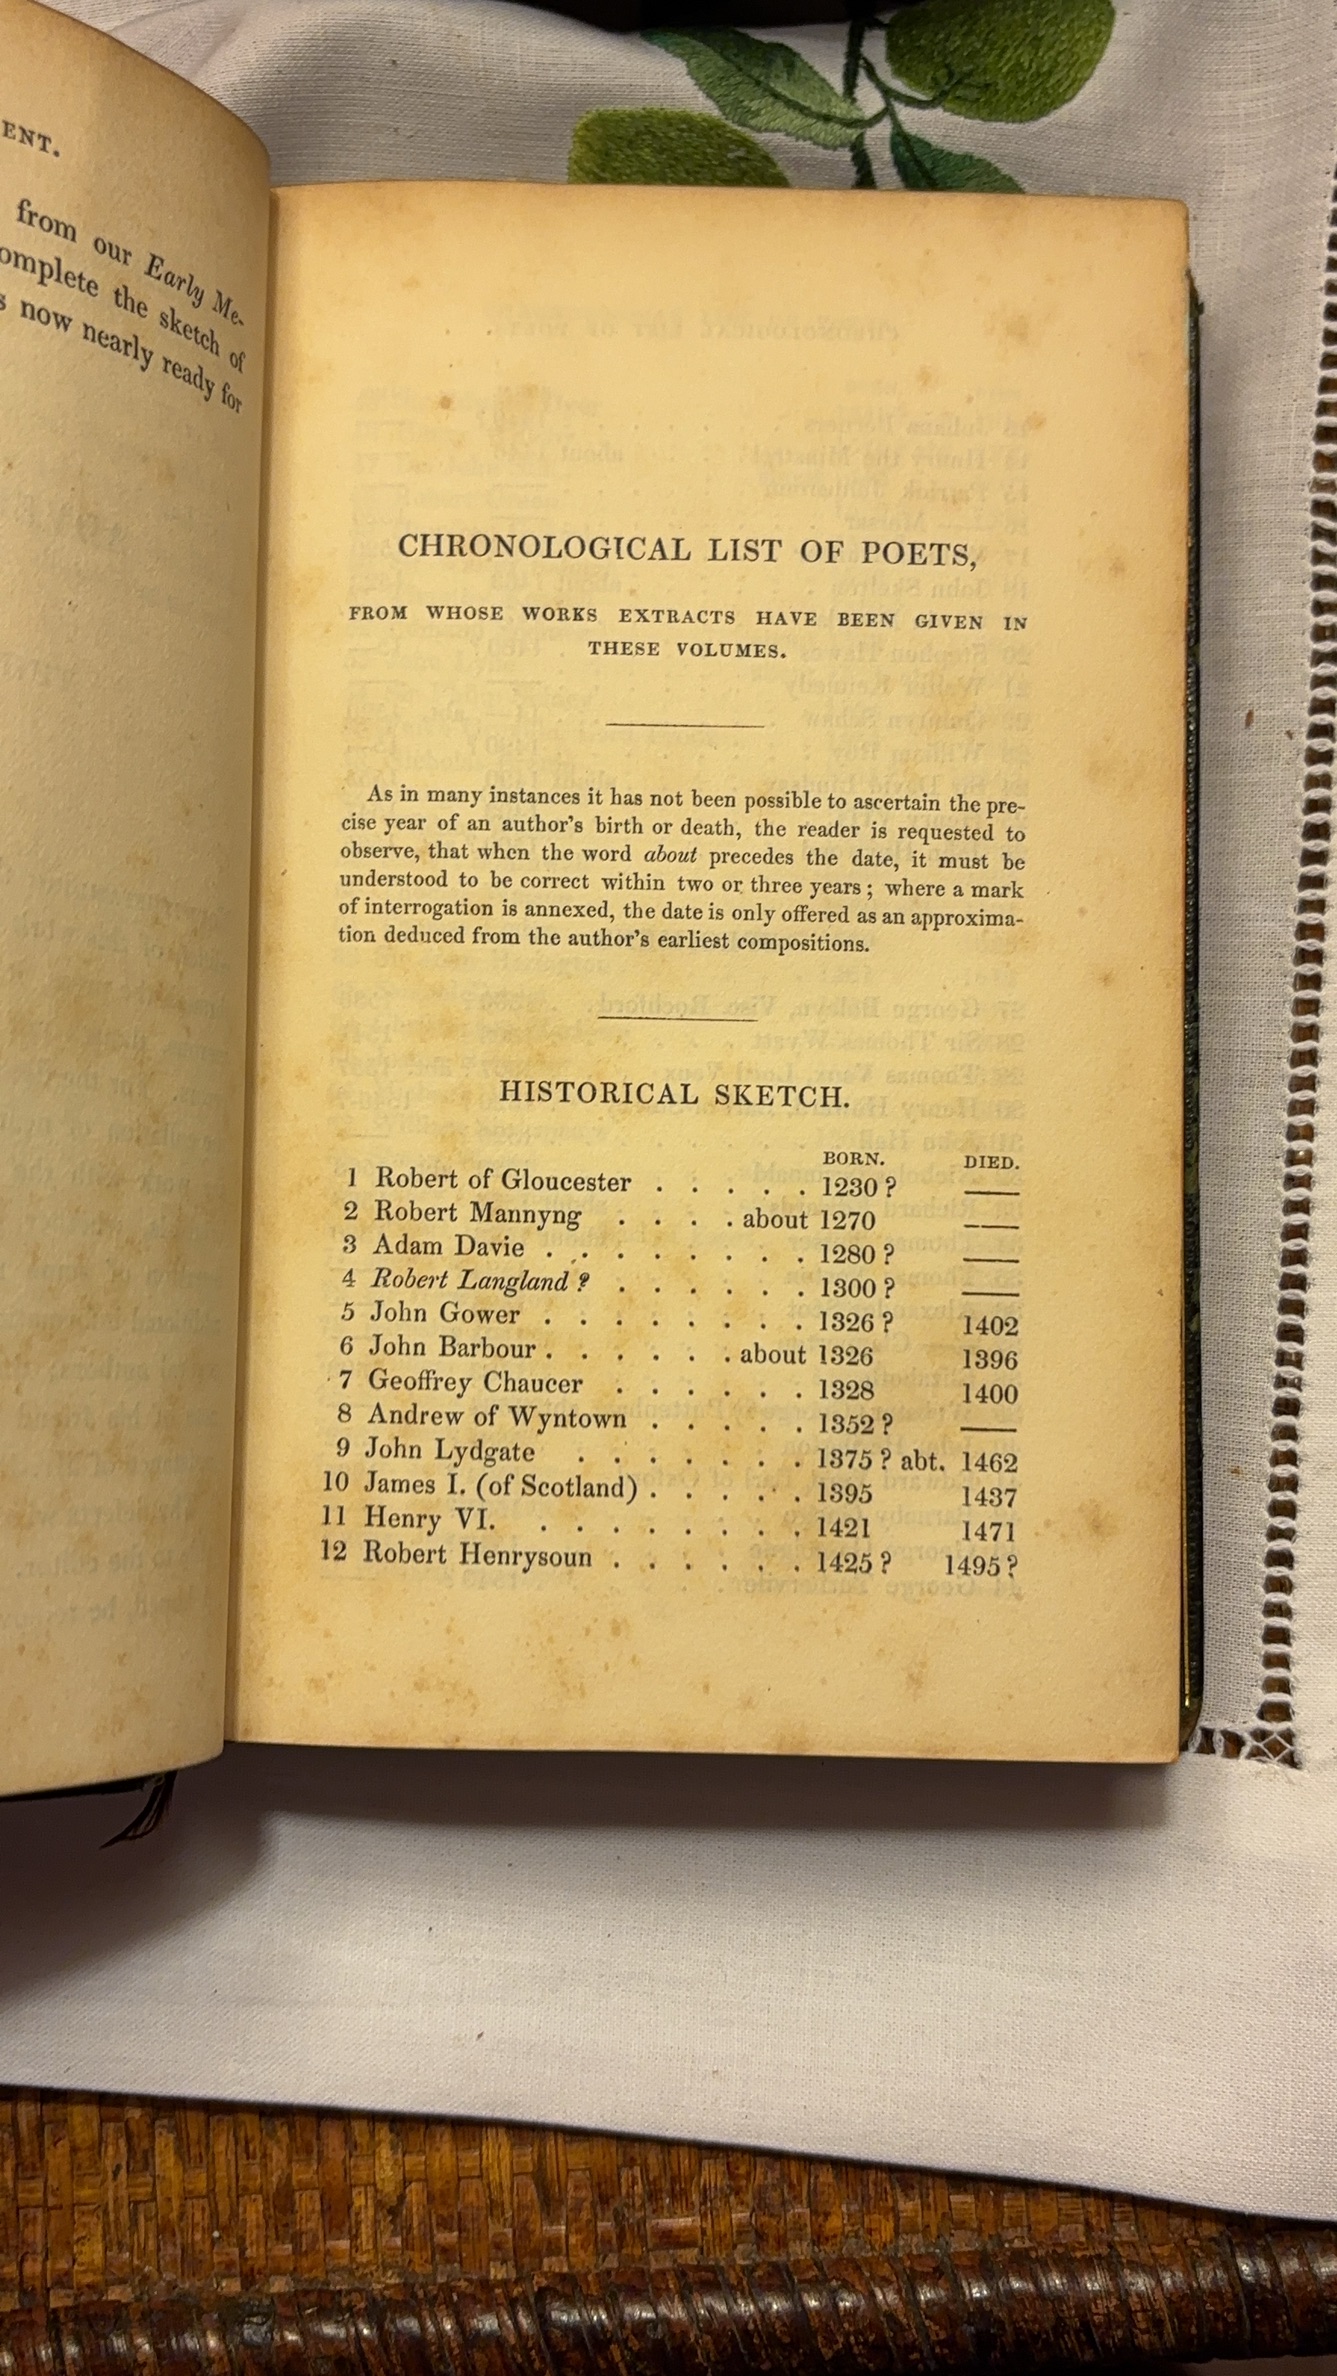 ENT.
from our Early Me-
omplete the sketch of
s now nearly ready for
CHRONOLOGICAL LIST OF POETS,
FROM WHOSE WORKS EXTRACTS HAVE BEEN GIVEN IN
THESE VOLUMES.
As in many instances it has not been possible to ascertain the pre-
cise year of an author's birth or death, the reader is requested to
observe, that when the word about precedes the date, it must be
understood to be correct within two or three years; where a mark
of interrogation is annexed, the date is only offered as an approxima-
tion deduced from the author's earliest compositions.
HISTORICAL SKETCH.
BORN. DIED.
1 Robert of Gloucester . . . . . 1230? ——
2 Robert Mannyng . . . . about 1270 ——
3 Adam Davie . . . . . . . . 1280? ——
4 Robert Langland? . . . . . . 1300? ——
5 John Gower . . . . . . . . 1326? 1402
6 John Barbour . . . . . . about 1326 1396
7 Geoffrey Chaucer . . . . . . 1328 1400
8 Andrew of Wyntown . . . . . 1352? ——
9 John Lydgate . . . . . . . 1375? abt. 1462
10 James I. (of Scotland) . . . . . 1395 1437
11 Henry VI. . . . . . . . . 1421 1471
12 Robert Henrysoun . . . . . . 1425? 1495?